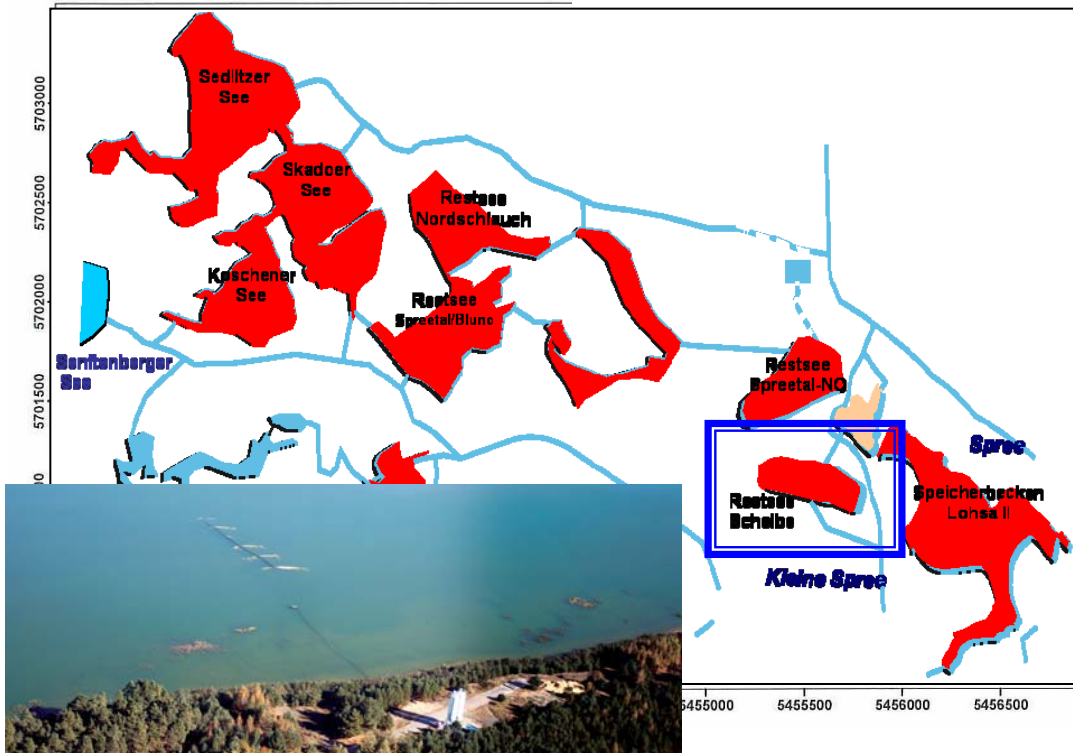 5703000
Sedlitzer
See
Skadoer
See
5702500
Restsee
Nordschlauch
Koschener
See
5702000
Restsee
Spreetal/Bluno
Senftenberger
See
Restsee
Spreetal-NO
5701500
Spree
Speicherbecken
Lohsa II
Restsee
Scheibe
Kleine Spree
5455000 5455500 5456000 5456500